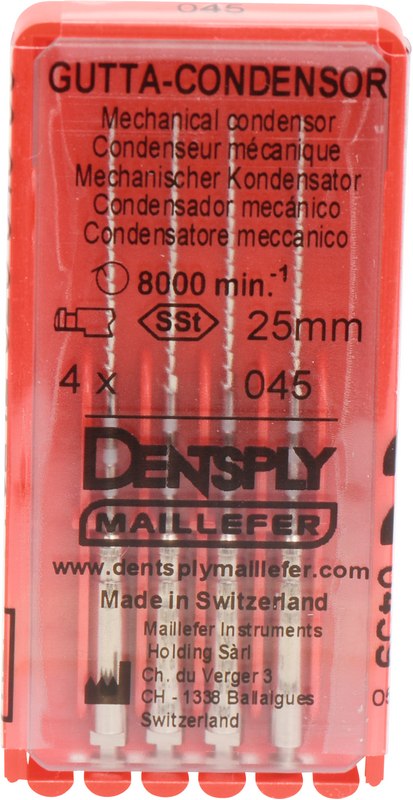 045
GUTTA-CONDENSOR
Mechanical condensor
Condenseur mécanique
Mechanischer Kondensator
Condensador mecánico
Condensatore meccanico
8000 min.-1
SSt 25mm
4 x 045
DENTSPLY
MAILLEFER
www.dentsplymaillefer.com
Made in Switzerland
Maillefer Instruments
Holding Sàrl
Ch. du Verger 3
CH - 1338 Ballaigues
Switzerland